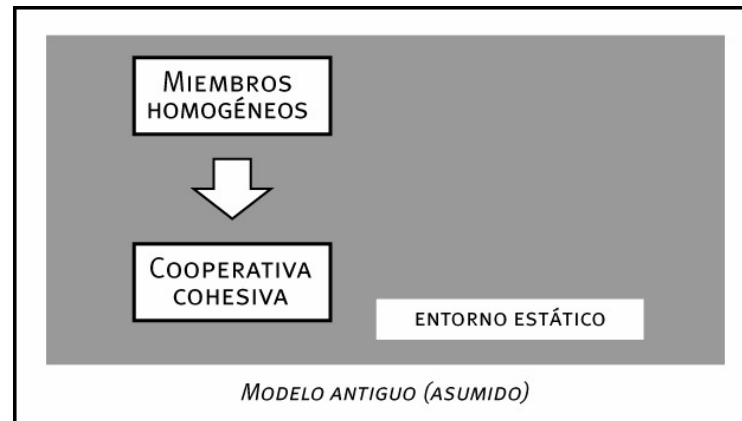 MIEMBROS
HOMOGÉNEOS
COOPERATIVA
COHESIVA
ENTORNO ESTÁTICO
MODELO ANTIGUO (ASUMIDO)